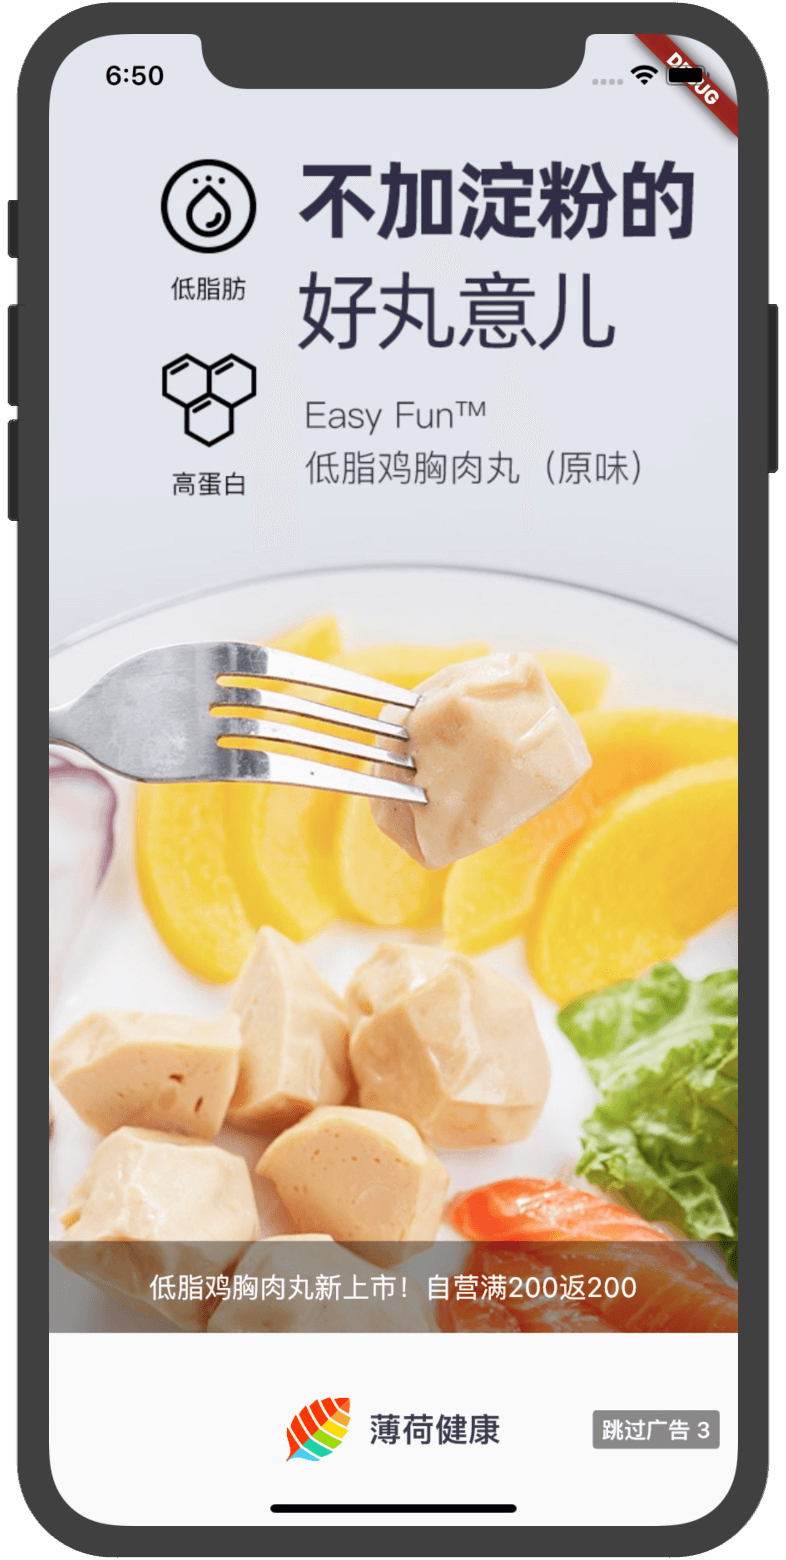 6:50
DEBUG
不加淀粉的
好丸意儿
低脂肪
Easy Fun™
低脂鸡胸肉丸（原味）
高蛋白
低脂鸡胸肉丸新上市！自营满200返200
薄荷健康
跳过广告 3